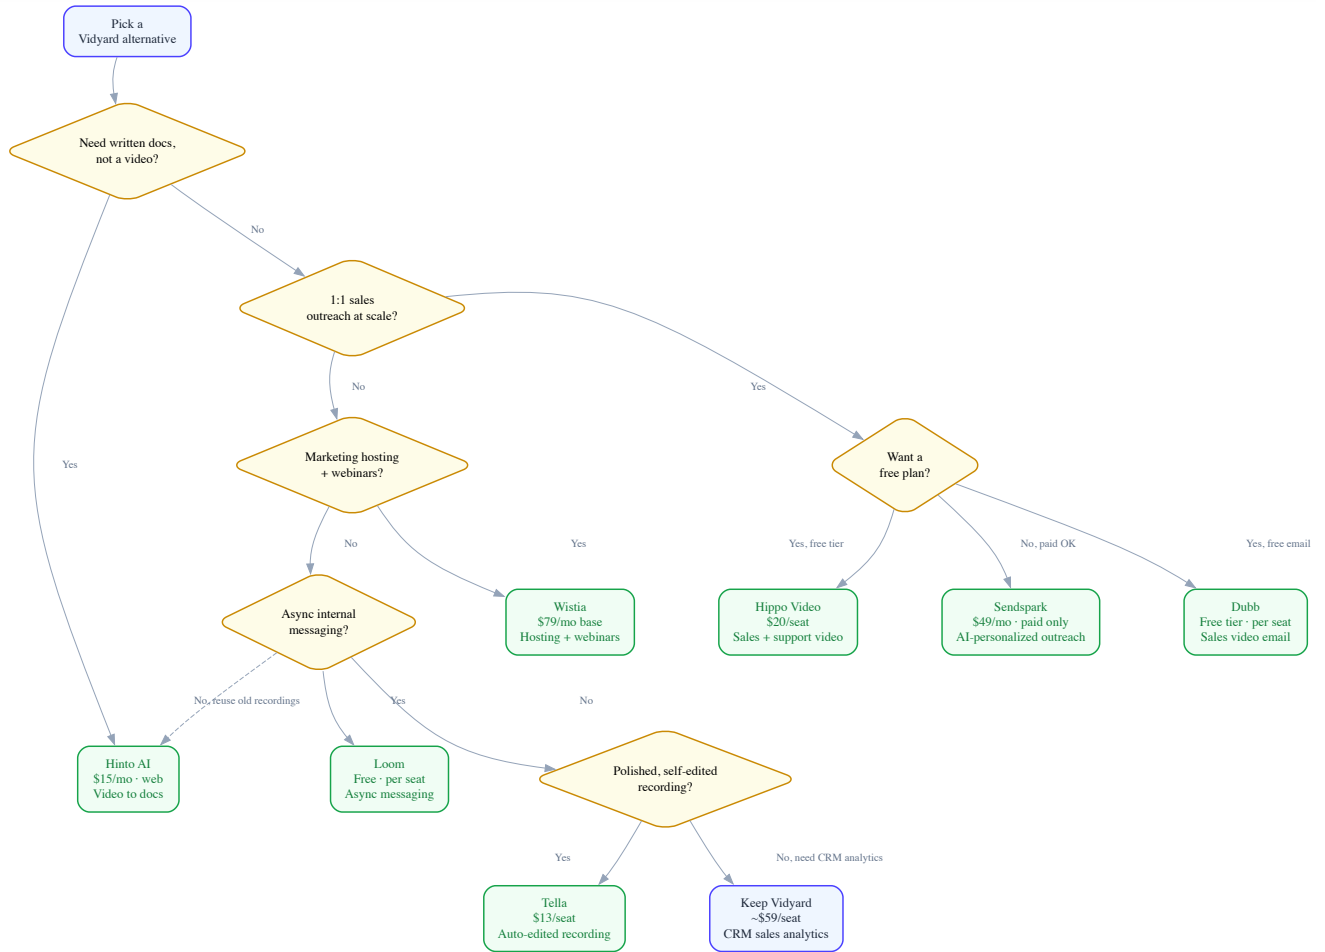 Pick a
Vidyard alternative
Need written docs,
not a video?
No
1:1 sales
outreach at scale?
No
Yes
Marketing hosting
+ webinars?
Want a
free plan?
Yes
No
Yes
Yes, free tier
No, paid OK
Yes, free email
Async internal
messaging?
Wistia
$79/mo base
Hosting + webinars
Hippo Video
$20/seat
Sales + support video
Sendspark
$49/mo · paid only
AI-personalized outreach
Dubb
Free tier · per seat
Sales video email
No, reuse old recordings
Yes
No
Hinto AI
$15/mo · web
Video to docs
Loom
Free · per seat
Async messaging
Polished, self-edited
recording?
Yes
No, need CRM analytics
Tella
$13/seat
Auto-edited recording
Keep Vidyard
~$59/seat
CRM sales analytics